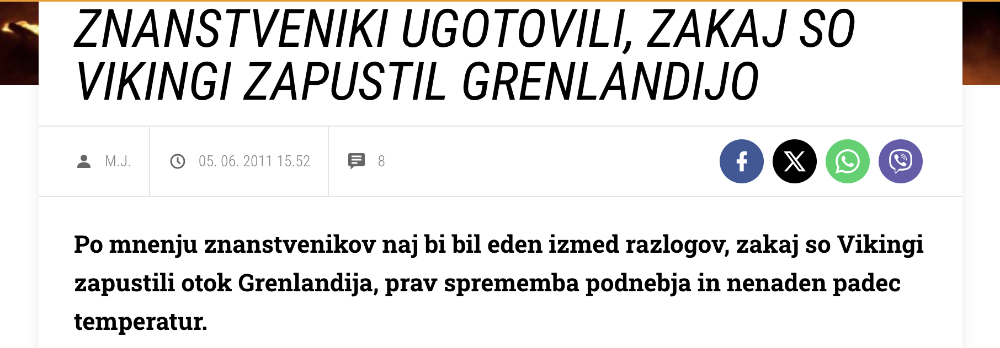 ZNANSTVENIKI UGOTOVILI, ZAKAJ SO
VIKINGI ZAPUSTIL GRENLANDIJO
M.J. 05. 06. 2011 15.52 8
Po mnenju znanstvenikov naj bi bil eden izmed razlogov, zakaj so Vikingi
zapustili otok Grenlandija, prav sprememba podnebja in nenaden padec
temperatur.